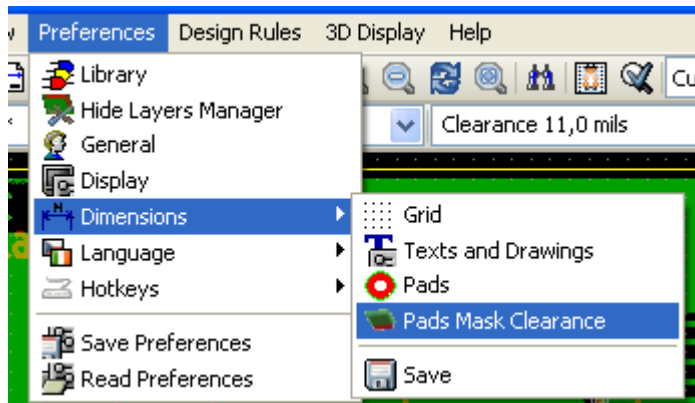 Preferences Design Rules 3D Display Help
Library
Hide Layers Manager
General
Display
Dimensions
Language
Hotkeys
Save Preferences
Read Preferences
Cu
Clearance 11,0 mils
Grid
Texts and Drawings
Pads
Pads Mask Clearance
Save